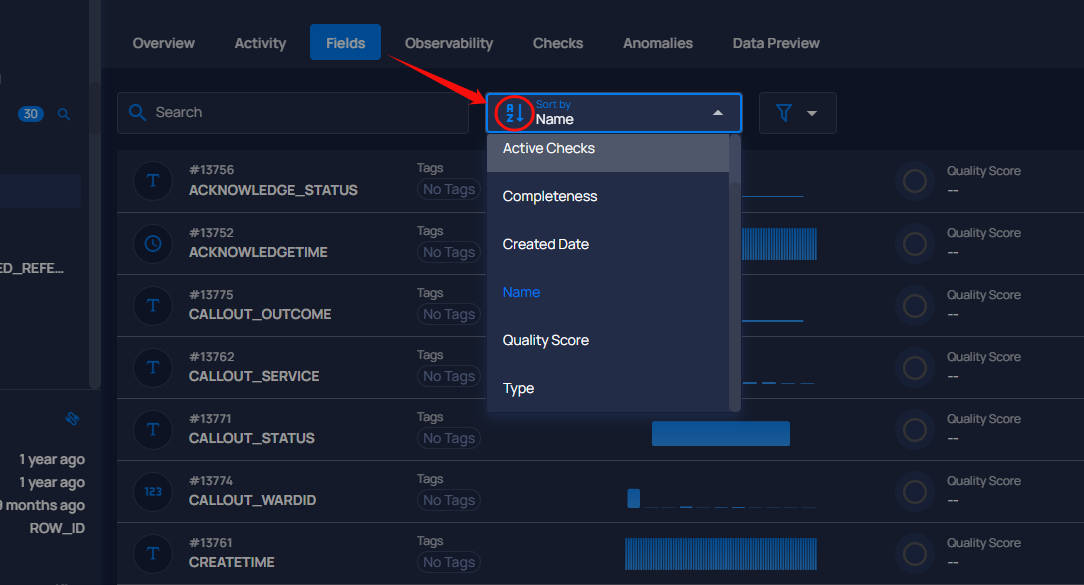 Overview Activity Fields Observability Checks Anomalies Data Preview
30
Search
A Z
Sort by
Name
Active Checks
Completeness
Created Date
Name
Quality Score
Type
T
#13756
ACKNOWLEDGE_STATUS
Tags
No Tags
Quality Score
--
#13752
ACKNOWLEDGETIME
Tags
No Tags
Quality Score
--
T
#13775
CALLOUT_OUTCOME
Tags
No Tags
Quality Score
--
T
#13762
CALLOUT_SERVICE
Tags
No Tags
Quality Score
--
T
#13771
CALLOUT_STATUS
Tags
No Tags
Quality Score
--
123
#13774
CALLOUT_WARDID
Tags
No Tags
Quality Score
--
T
#13761
CREATETIME
Tags
No Tags
Quality Score
--
ED_REFE...
1 year ago
1 year ago
9 months ago
ROW_ID